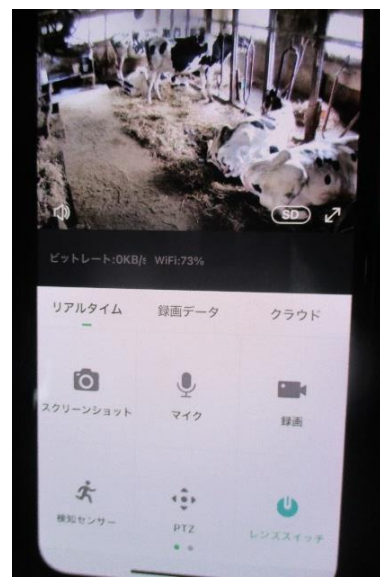 SD
ビットレート:0KB/s WiFi:73%
リアルタイム 録画データ クラウド
スクリーンショット マイク 録画
検知センサー PTZ レンズスイッチ